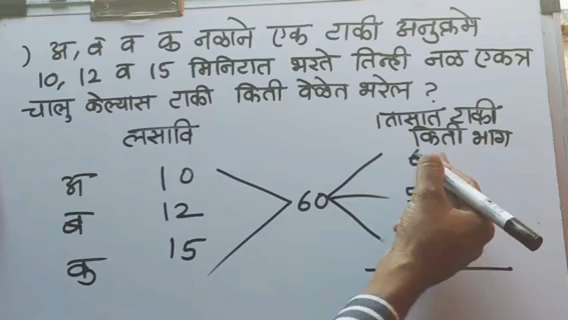 ) अ, ब व क नळाने एक टाकी अनुक्रमे
10, 12 व 15 मिनिटात भरते तिन्ही नळ एकत्र
चालु केल्यास टाकी किती वेळेत भरेल ?
लसावि
तासात टाकी
किती भाग
अ 10
ब 12
60
क 15